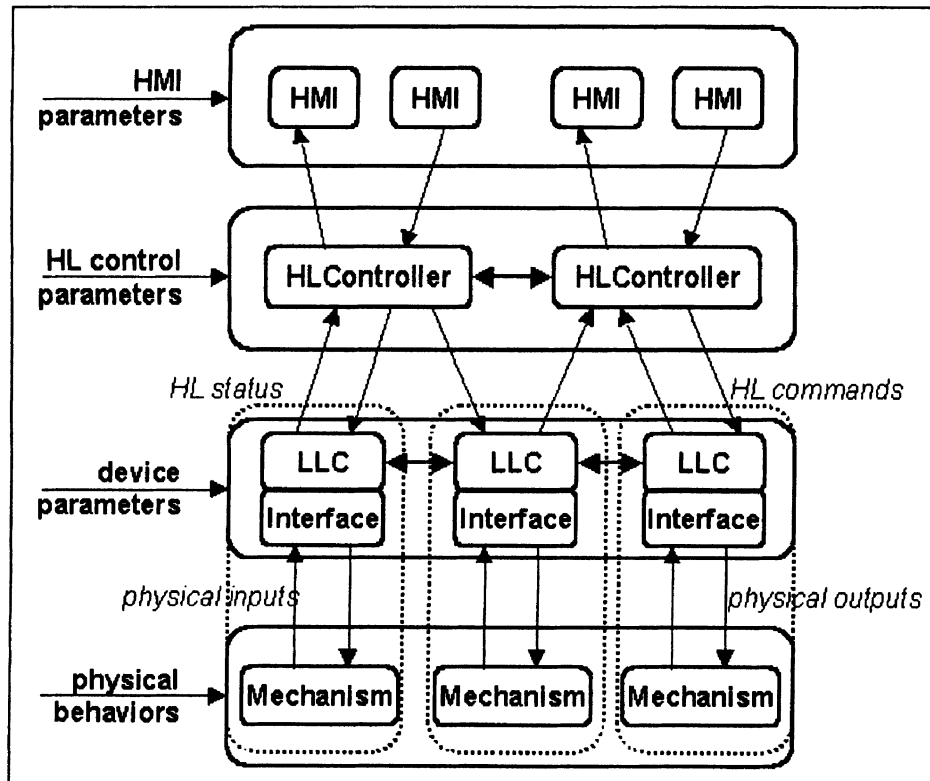 HMI
parameters
HMI HMI HMI HMI
HL control
parameters
HLController HLController
HL status HL commands
device
parameters
LLC LLC LLC
Interface Interface Interface
physical inputs physical outputs
physical
behaviors
Mechanism Mechanism Mechanism